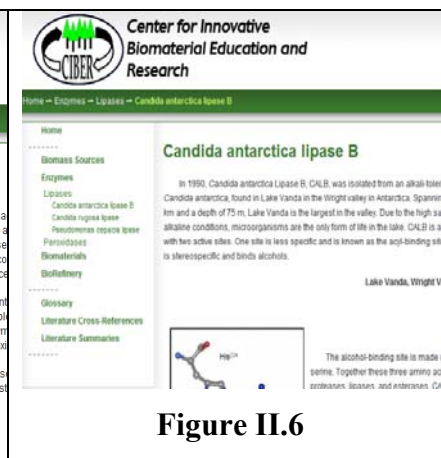 Center for Innovative
Biomaterial Education and
Research
CIBER
Home → Enzymes → Lipases → Candida antarctica lipase B
Home
-------
Biomass Sources
Enzymes
Lipases
Candida antarctica lipase B
Candida rugosa lipase
Pseudomonas cepacia lipase
Peroxidases
Biomaterials
BioRefinery
-------
Glossary
Literature Cross-References
Literature Summaries
-------
Candida antarctica lipase B
In 1990, Candida antarctica Lipase B, CALB, was isolated from an alkali-toler
Candida antarctica, found in Lake Vanda in the Wright valley in Antarctica. Spannin
km and a depth of 75 m, Lake Vanda is the largest in the valley. Due to the high sa
alkaline conditions, microorganisms are the only form of life in the lake. CALB is a
with two active sites. One site is less specific and is known as the acyl-binding sit
is stereospecific and binds alcohols.
Lake Vanda, Wright V
His
The alcohol-binding site is made
serine. Together these three amino ac
proteases, lipases, and esterases. CA
Figure II.6